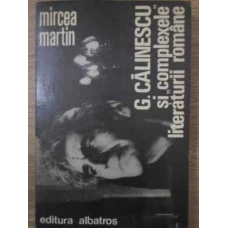 mircea
martin
G. CĂLINESCU
și „complexele"
literaturii române
editura albatros